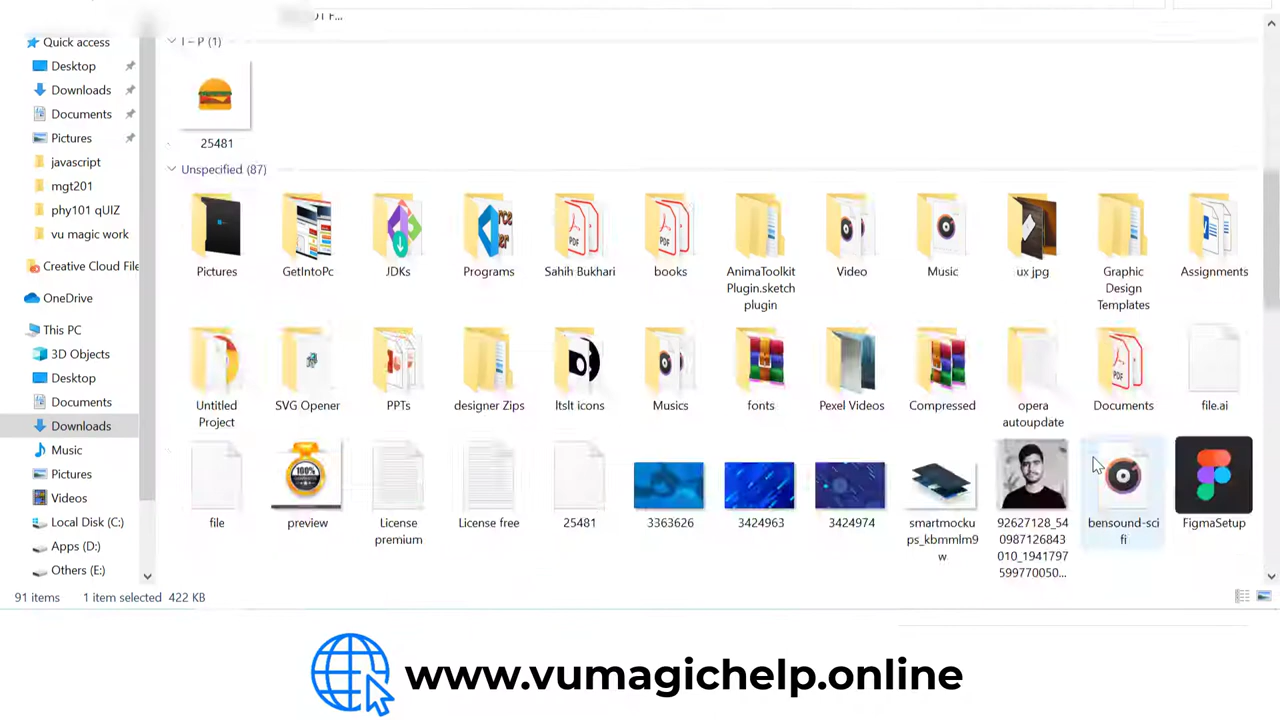 Quick access
Desktop
Downloads
Documents
Pictures
javascript
mgt201
phy101 qUIZ
vu magic work
Creative Cloud File
OneDrive
This PC
3D Objects
Desktop
Documents
Downloads
Music
Pictures
Videos
Local Disk (C:)
Apps (D:)
Others (E:)
I – P (1)
25481
Unspecified (87)
Pictures
GetIntoPc
JDKs
Programs
Sahih Bukhari
books
AnimaToolkit
Plugin.sketch
plugin
Video
Music
ux jpg
Graphic
Design
Templates
Assignments
Untitled
Project
SVG Opener
PPTs
designer Zips
ItsIt icons
Musics
fonts
Pexel Videos
Compressed
opera
autoupdate
Documents
file.ai
file
preview
License
premium
License free
25481
3363626
3424963
3424974
smartmocku
ps_kbmmlm9
w
92627128_54
0987126843
010_1941797
599770050...
bensound-sci
fi
FigmaSetup
91 items
1 item selected 422 KB
www.vumagichelp.online